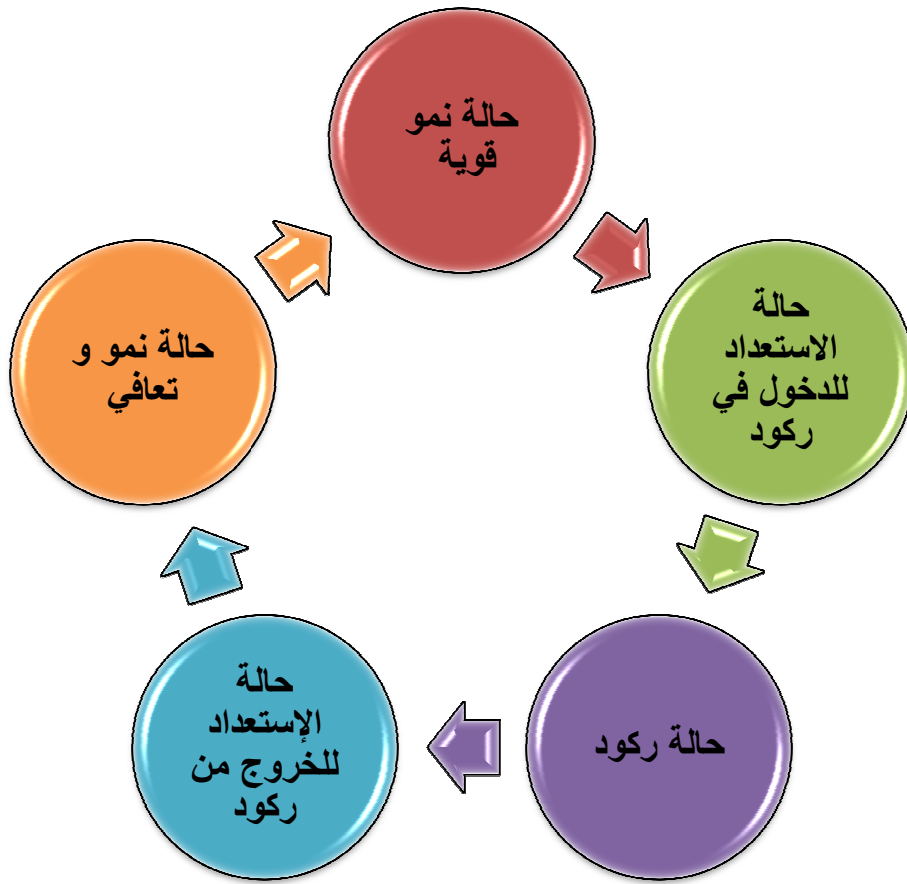 حالة نمو
قوية
حالة
الاستعداد
للدخول في
ركود
حالة ركود
حالة
الإستعداد
للخروج من
ركود
حالة نمو و
تعافي